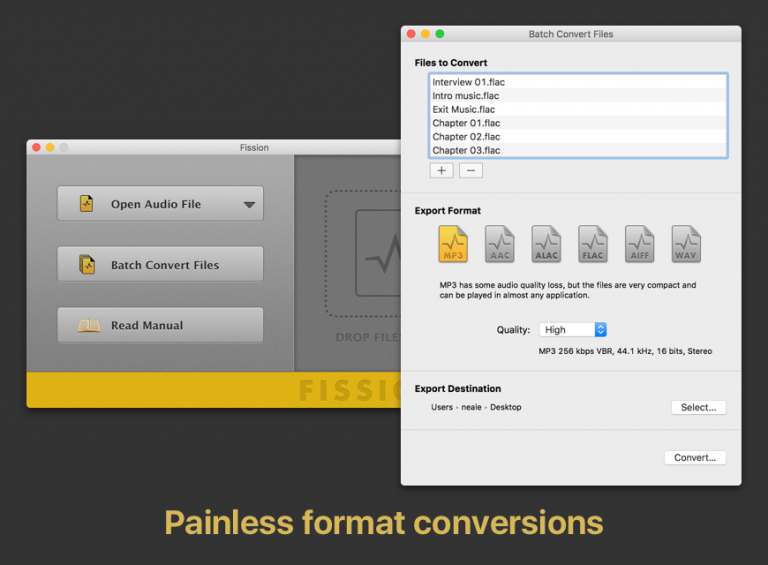 Fission
Open Audio File
Batch Convert Files
Read Manual
DROP FILES
FISSIO
Batch Convert Files
Files to Convert
Interview 01.flac
Intro music.flac
Exit Music.flac
Chapter 01.flac
Chapter 02.flac
Chapter 03.flac
Export Format
MP3 AAC ALAC FLAC AIFF WAV
MP3 has some audio quality loss, but the files are very compact and
can be played in almost any application.
Quality: High
MP3 256 kbps VBR, 44.1 kHz, 16 bits, Stereo
Export Destination
Users ▸ neale ▸ Desktop Select...
Convert...
Painless format conversions